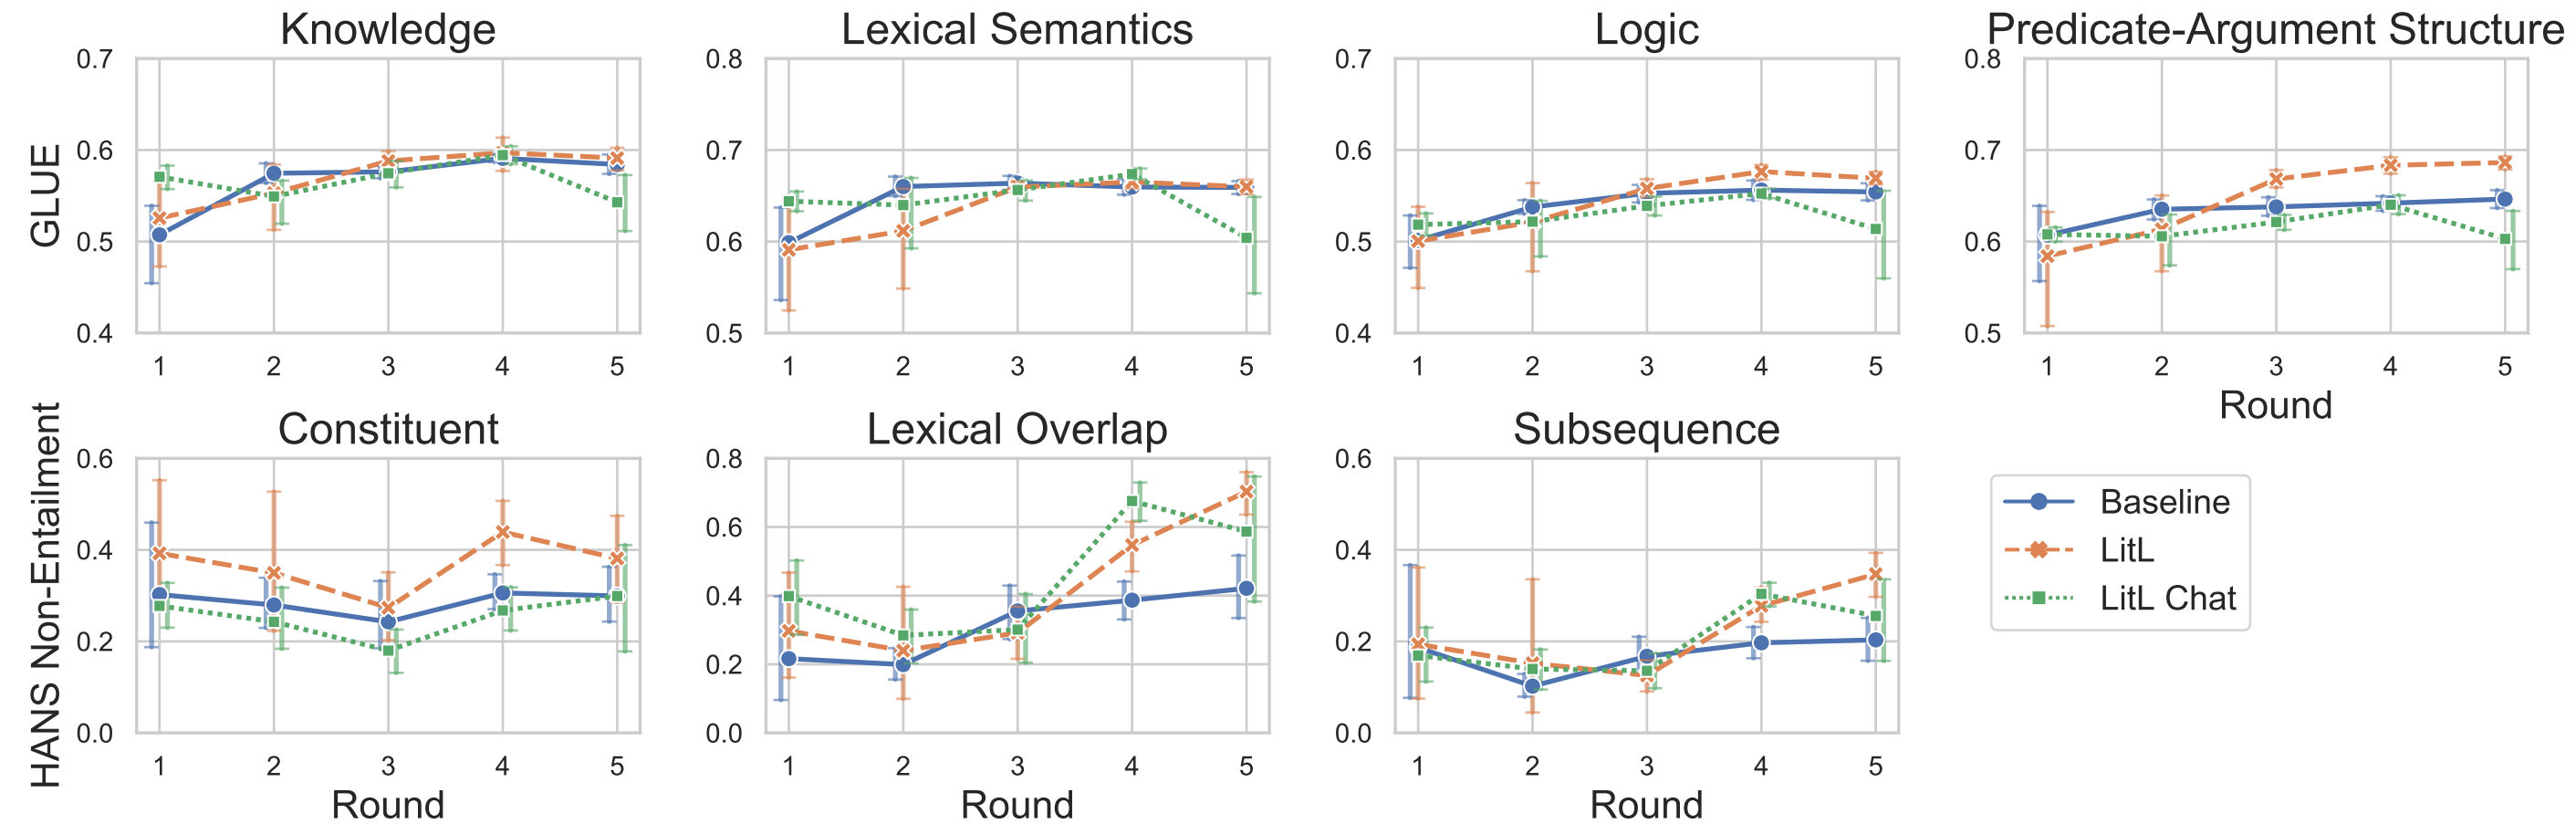 Knowledge
Lexical Semantics
Logic
Predicate-Argument Structure
GLUE
0.7
0.6
0.5
0.4
1 2 3 4 5
0.8
0.7
0.6
0.5
1 2 3 4 5
0.7
0.6
0.5
0.4
1 2 3 4 5
0.8
0.7
0.6
0.5
1 2 3 4 5
Round
Constituent
Lexical Overlap
Subsequence
HANS Non-Entailment
0.6
0.4
0.2
0.0
1 2 3 4 5
Round
0.8
0.6
0.4
0.2
0.0
1 2 3 4 5
Round
0.6
0.4
0.2
0.0
1 2 3 4 5
Round
Baseline
LitL
LitL Chat